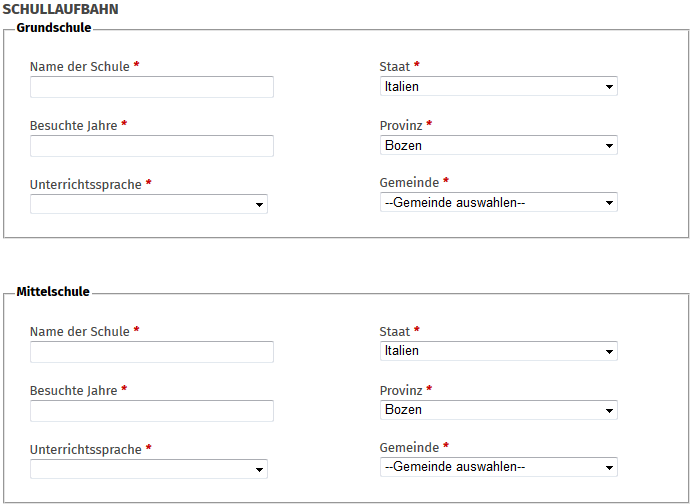 SCHULLAUFBAHN
Grundschule
Name der Schule *
Staat *
Italien
Besuchte Jahre *
Provinz *
Bozen
Unterrichtssprache *
Gemeinde *
--Gemeinde auswahlen--
Mittelschule
Name der Schule *
Staat *
Italien
Besuchte Jahre *
Provinz *
Bozen
Unterrichtssprache *
Gemeinde *
--Gemeinde auswahlen--